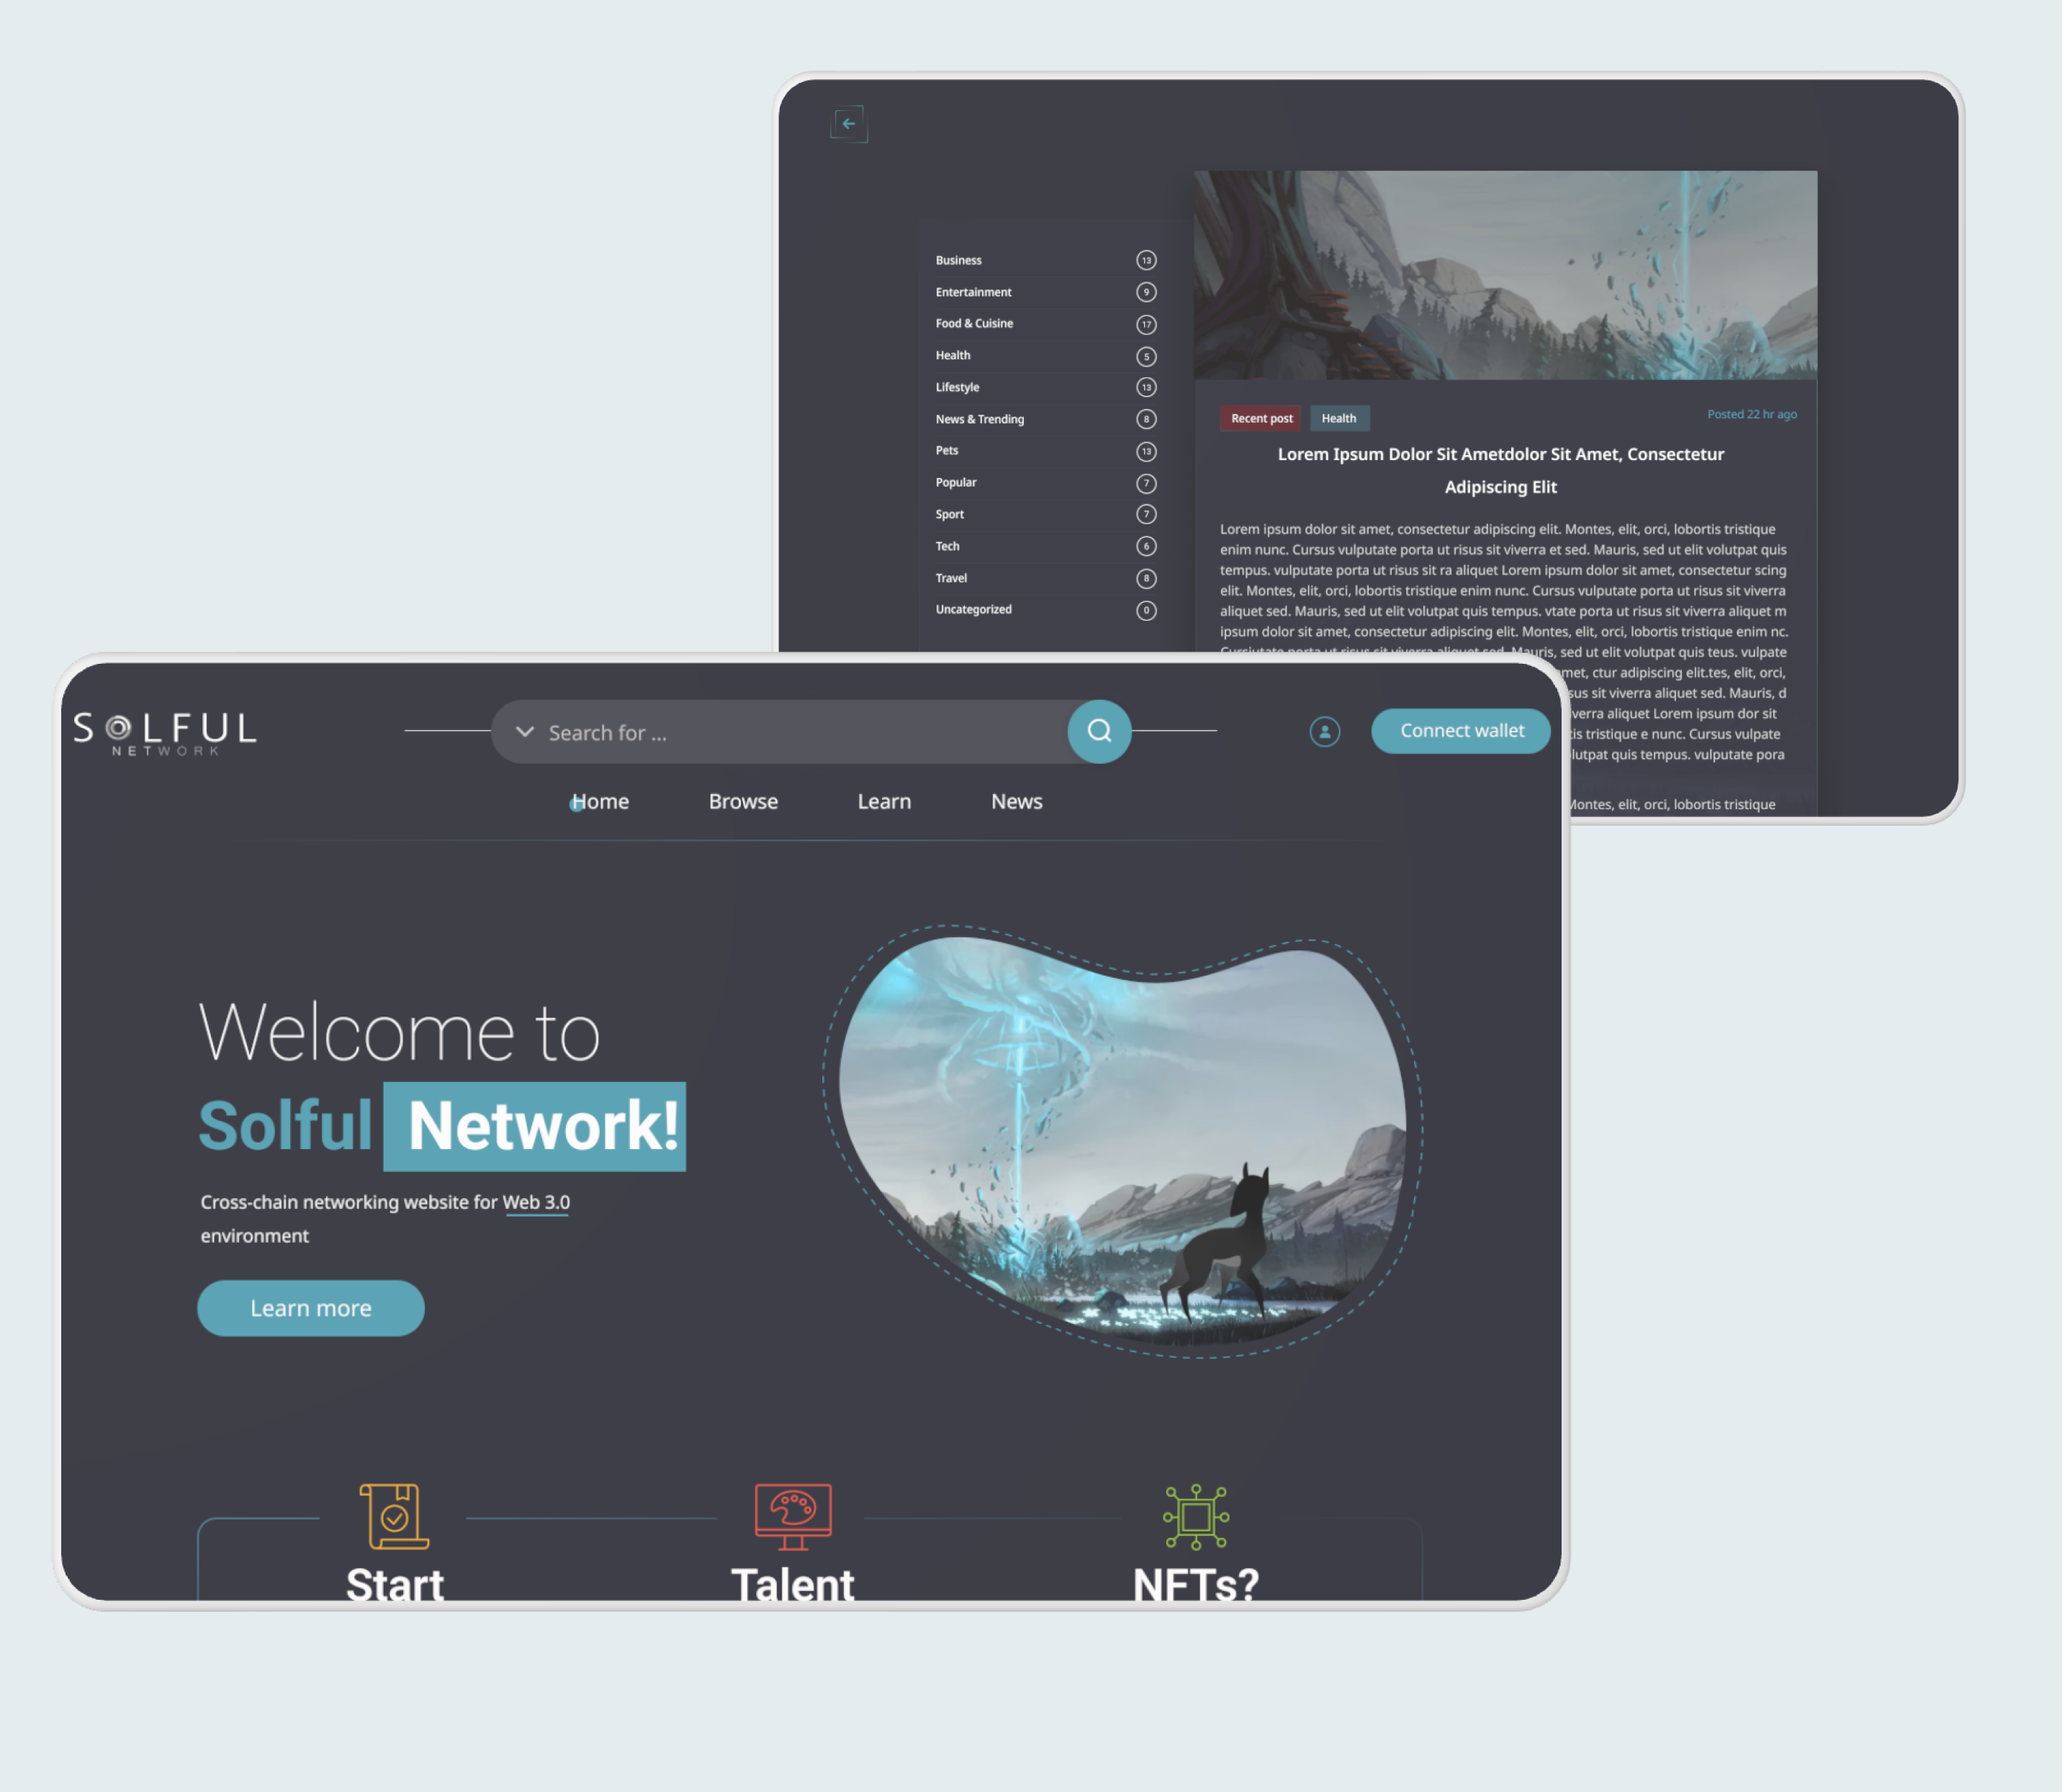 Business 13
Entertainment 9
Food & Cuisine 17
Health 5
Lifestyle 13
News & Trending 8
Pets 13
Popular 7
Sport 7
Tech 6
Travel 8
Uncategorized 0
Recent post Health Posted 22 hr ago
Lorem Ipsum Dolor Sit Ametdolor Sit Amet, Consectetur
Adipiscing Elit
Lorem ipsum dolor sit amet, consectetur adipiscing elit. Montes, elit, orci, lobortis tristique
enim nunc. Cursus vulputate porta ut risus sit viverra et sed. Mauris, sed ut elit volutpat quis
tempus. vulputate porta ut risus sit ra aliquet Lorem ipsum dolor sit amet, consectetur scing
elit. Montes, elit, orci, lobortis tristique enim nunc. Cursus vulputate porta ut risus sit viverra
aliquet sed. Mauris, sed ut elit volutpat quis tempus. vtate porta ut risus sit viverra aliquet m
ipsum dolor sit amet, consectetur adipiscing elit. Montes, elit, orci, lobortis tristique enim nc.
Cursiutate porta ut risus sit viverra aliquet sed. Mauris, sed ut elit volutpat quis teus. vulpate
met, ctur adipiscing elit.tes, elit, orci,
sus sit viverra aliquet sed. Mauris, d
verra aliquet Lorem ipsum dor sit
is tristique e nunc. Cursus vulpate
lutpat quis tempus. vulputate pora
Montes, elit, orci, lobortis tristique
SOLFUL
NETWORK
Search for ...
Connect wallet
Home Browse Learn News
Welcome to
Solful Network!
Cross-chain networking website for Web 3.0
environment
Learn more
Start Talent NFTs?